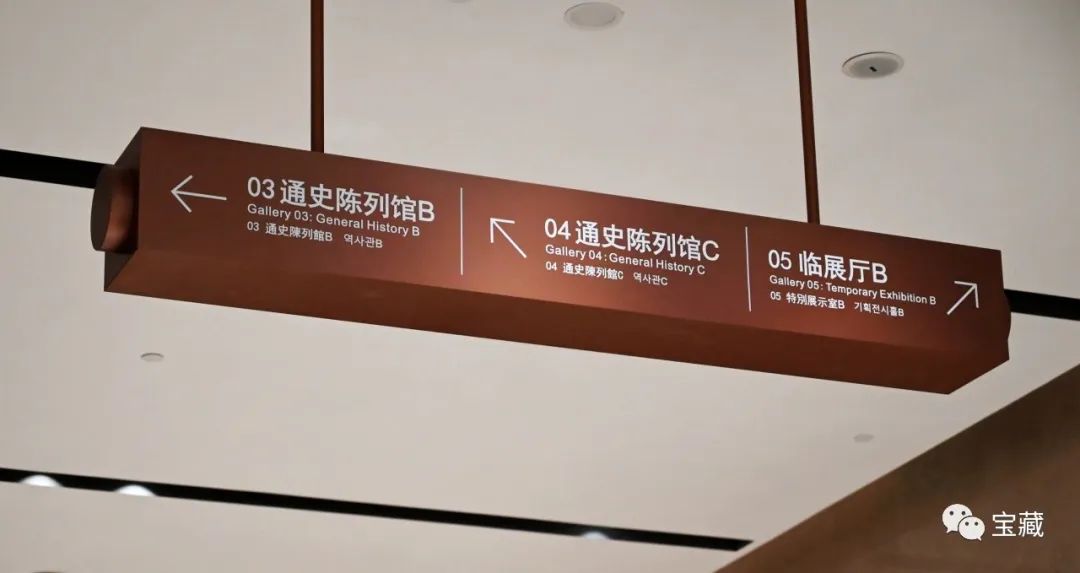 03 通史陈列馆B
Gallery 03: General History B
03 通史陳列館B 역사관B
04 通史陈列馆C
Gallery 04: General History C
04 通史陳列館C 역사관C
05 临展厅B
Gallery 05: Temporary Exhibition B
05 特別展示室B 기획전시홀B
宝藏